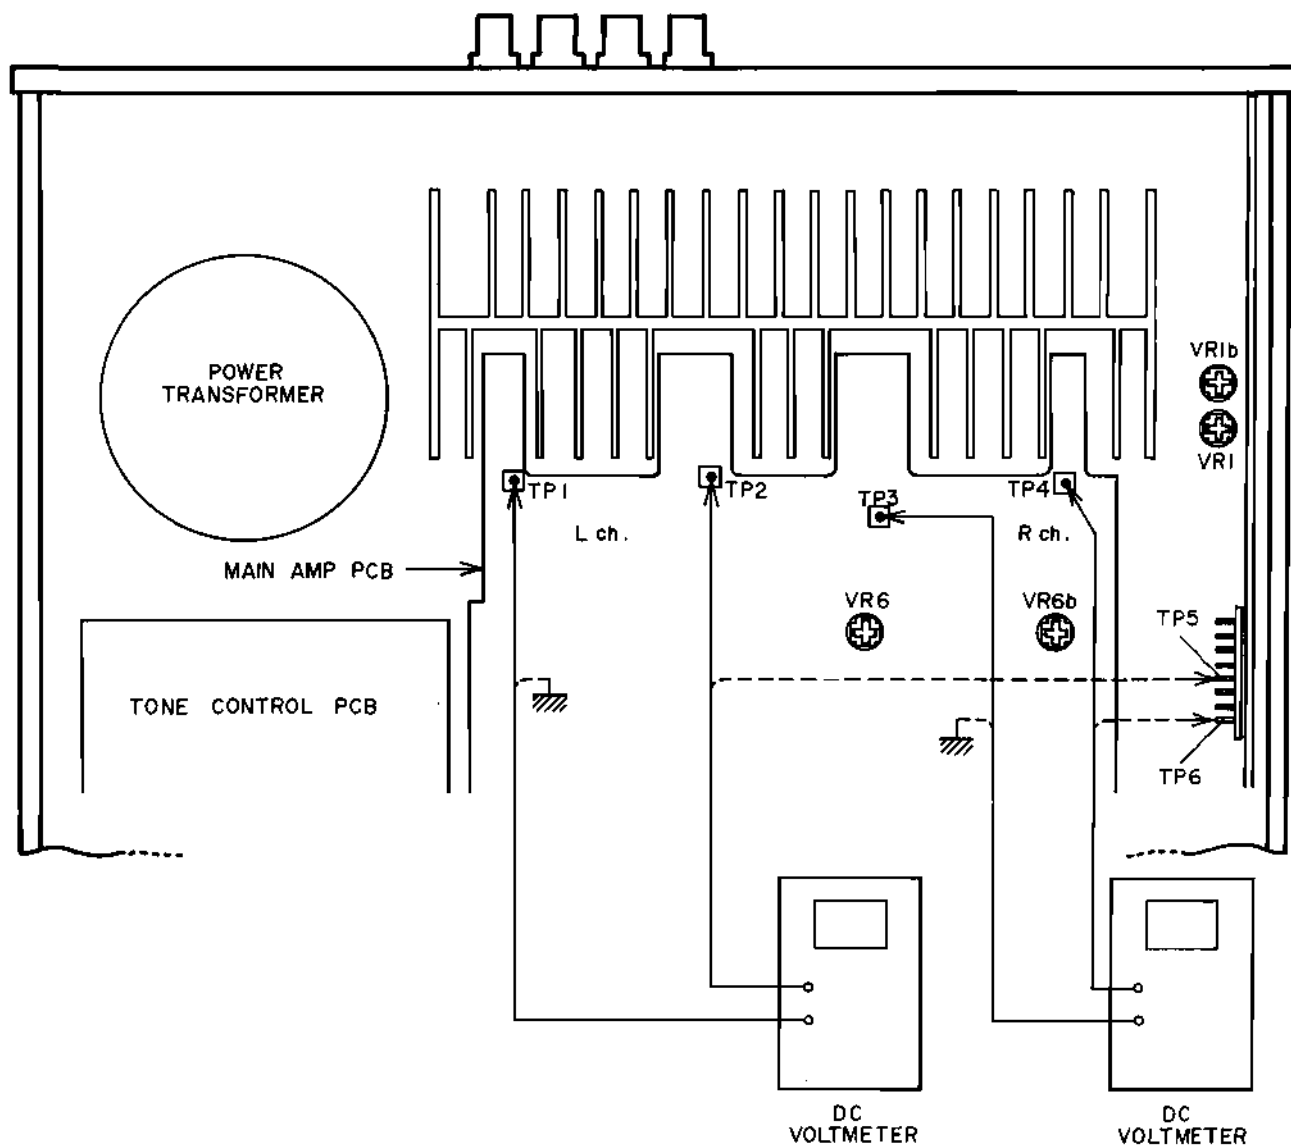 POWER
TRANSFORMER
VR1b
VR1
TP1
TP2
TP3
TP4
L ch.
R ch.
MAIN AMP PCB
VR6
VR6b
TP5
TONE CONTROL PCB
TP6
DC
VOLTMETER
DC
VOLTMETER